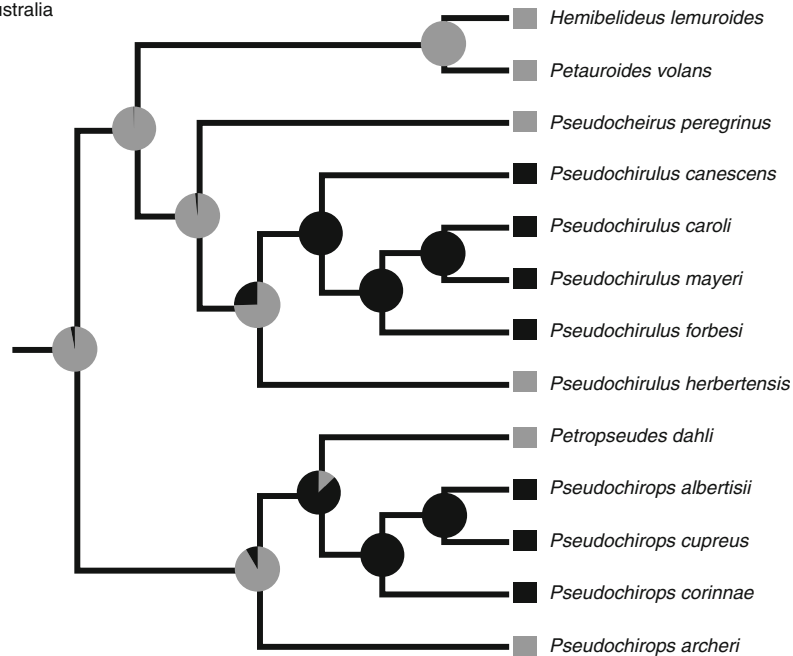 Hemibelideus lemuroides
Petauroides volans
Pseudocheirus peregrinus
Pseudochirulus canescens
Pseudochirulus caroli
Pseudochirulus mayeri
Pseudochirulus forbesi
Pseudochirulus herbertensis
Petropseudes dahli
Pseudochirops albertisii
Pseudochirops cupreus
Pseudochirops corinnae
Pseudochirops archeri